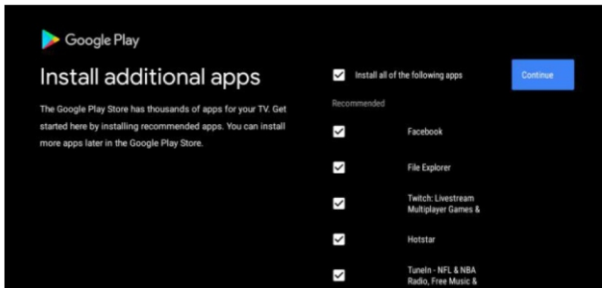 Google Play
Install additional apps
The Google Play Store has thousands of apps for your TV. Get
started here by installing recommended apps. You can install
more apps later in the Google Play Store.
Install all of the following apps
Continue
Recommended
Facebook
File Explorer
Twitch: Livestream
Multiplayer Games &
Hotstar
TuneIn - NFL & NBA
Radio, Free Music &